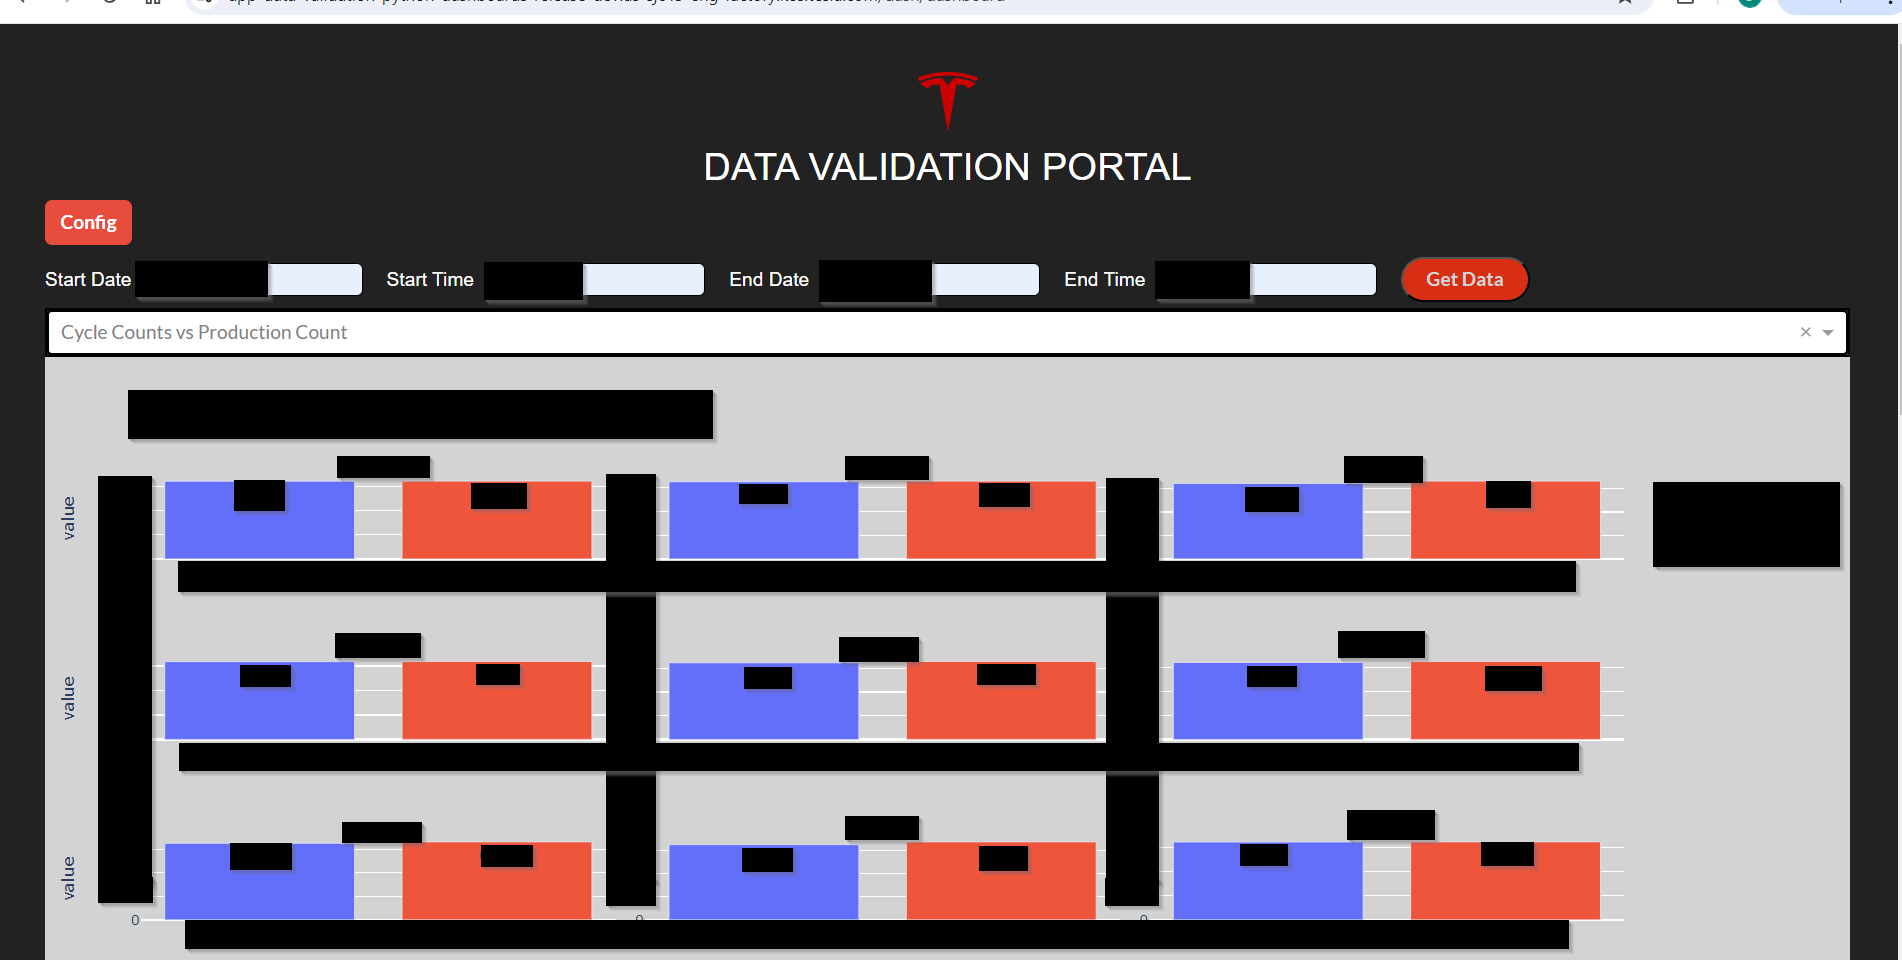 DATA VALIDATION PORTAL
Config
Start Date Start Time End Date End Time Get Data
Cycle Counts vs Production Count
value
value
value
0 0 0